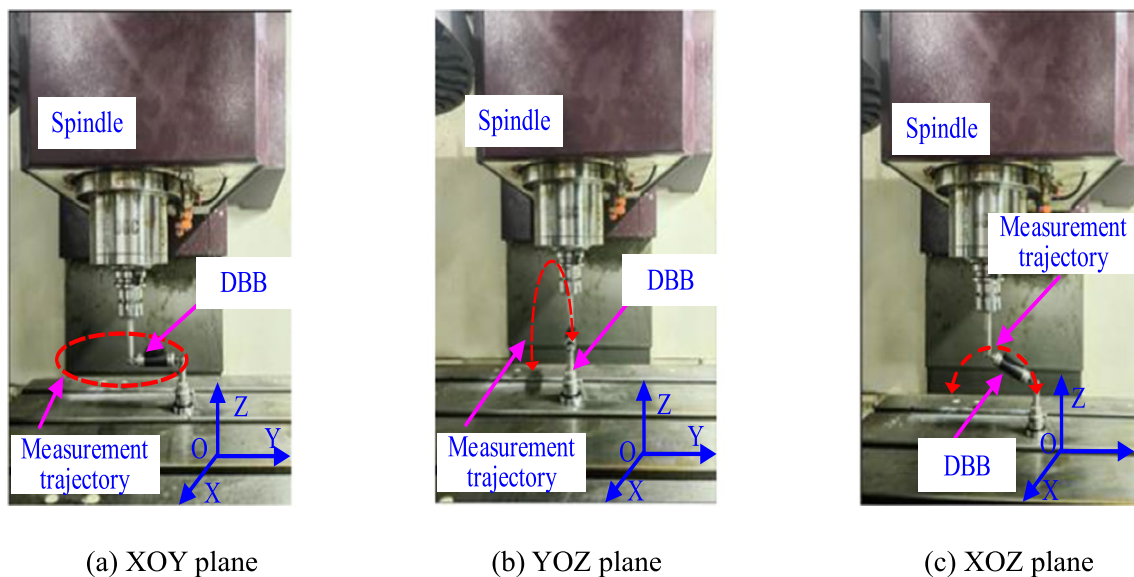 Spindle
DBB
Z
O
Y
X
Measurement
trajectory
(a) XOY plane
Spindle
DBB
Z
O
Y
X
Measurement
trajectory
(b) YOZ plane
Spindle
Measurement
trajectory
Z
O
X
DBB
(c) XOZ plane